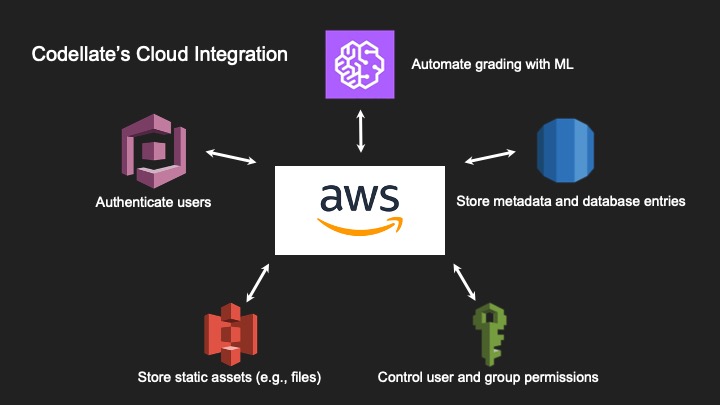 Codellate's Cloud Integration
Automate grading with ML
Authenticate users
aws
Store metadata and database entries
Store static assets (e.g., files)
Control user and group permissions